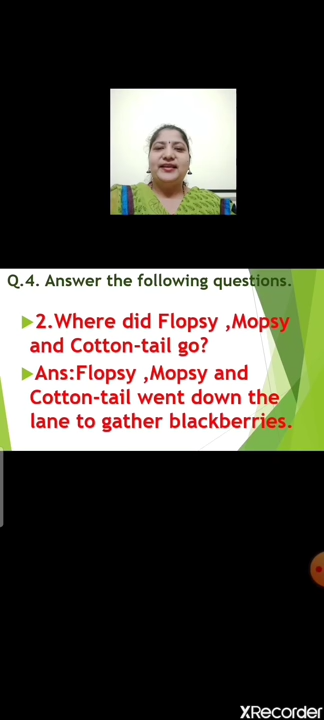 Q.4. Answer the following questions.
2.Where did Flopsy ,Mopsy
and Cotton-tail go?
Ans:Flopsy ,Mopsy and
Cotton-tail went down the
lane to gather blackberries.
XRecorder